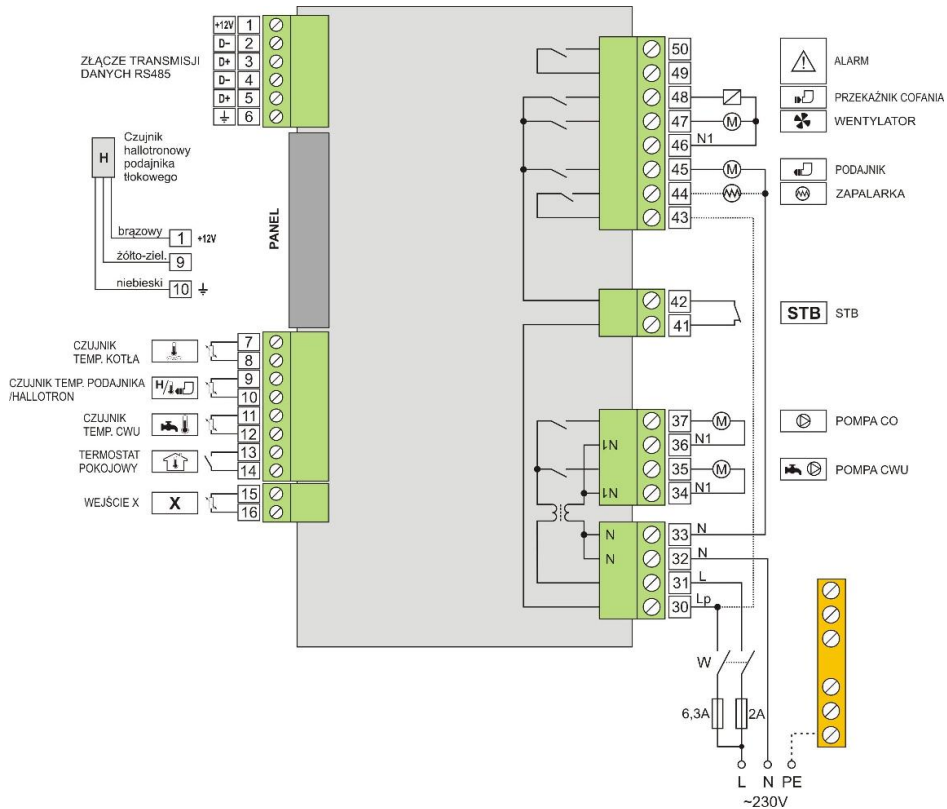 ZŁĄCZE TRANSMISJI
DANYCH RS485
+12V 1
D- 2
D+ 3
D- 4
D+ 5
6
H
Czujnik
hallotronowy
podajnika
tłokowego
brązowy 1 +12V
żółto-ziel. 9
niebieski 10
PANEL
CZUJNIK
TEMP. KOTŁA
7
8
CZUJNIK TEMP. PODAJNIKA
/HALLOTRON
H/
9
10
CZUJNIK
TEMP. CWU
11
12
TERMOSTAT
POKOJOWY
13
14
WEJŚCIE X
X
15
16
50
49
48
47 M
46 N1
45 M
44
43
42
41
37 M
36 N1
N1
35 M
34 N1
N1
33 N
N
32 N
N
31 L
30 Lp
W
6,3A
2A
L N PE
~230V
ALARM
PRZEKAŹNIK COFANIA
WENTYLATOR
PODAJNIK
ZAPALARKA
STB STB
POMPA CO
POMPA CWU